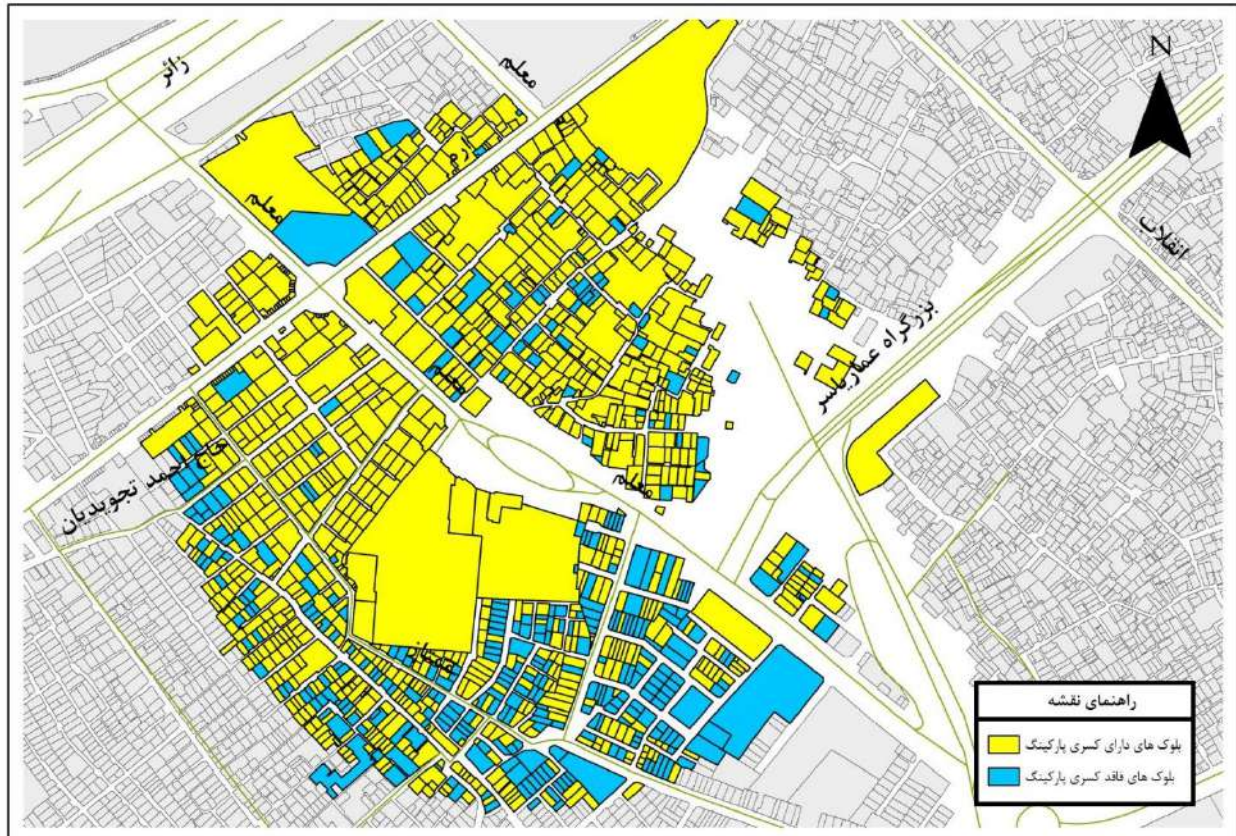 زائر
معلم
N
ارم
معلم
انقلاب
بزرگراه عمار یاسر
معلم
حاج احمد تجویدیان
معلم
راهنمای نقشه
بلوک های دارای کسری پارکینگ
بلوک های فاقد کسری پارکینگ